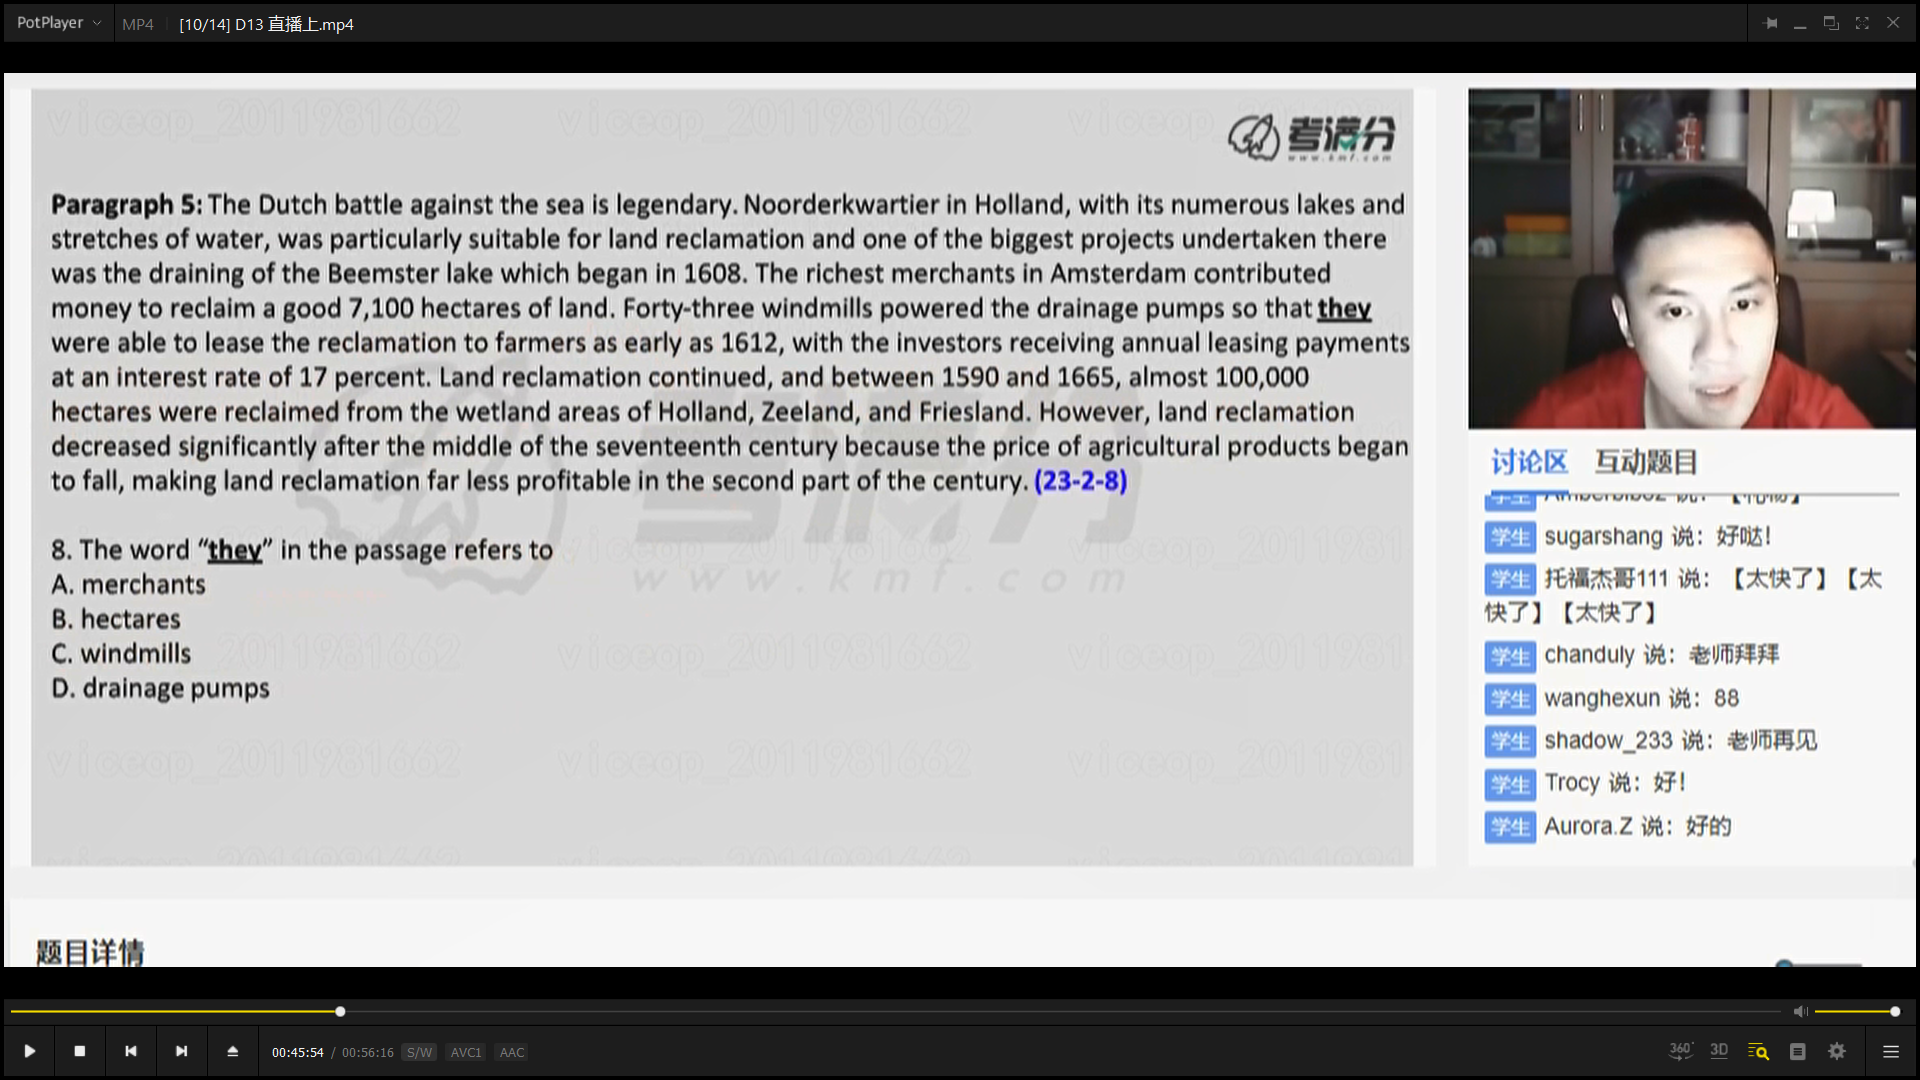 PotPlayer
MP4
[10/14] D13 直播上.mp4
viceop_2011981662
viceop_2011981662
考满分
www.kmf.com
Paragraph 5: The Dutch battle against the sea is legendary. Noorderkwartier in Holland, with its numerous lakes and
stretches of water, was particularly suitable for land reclamation and one of the biggest projects undertaken there
was the draining of the Beemster lake which began in 1608. The richest merchants in Amsterdam contributed
money to reclaim a good 7,100 hectares of land. Forty-three windmills powered the drainage pumps so that they
were able to lease the reclamation to farmers as early as 1612, with the investors receiving annual leasing payments
at an interest rate of 17 percent. Land reclamation continued, and between 1590 and 1665, almost 100,000
hectares were reclaimed from the wetland areas of Holland, Zeeland, and Friesland. However, land reclamation
decreased significantly after the middle of the seventeenth century because the price of agricultural products began
to fall, making land reclamation far less profitable in the second part of the century. (23-2-8)
8. The word “they” in the passage refers to
A. merchants
B. hectares
C. windmills
D. drainage pumps
考满分
www.kmf.com
viceop_2011981662
viceop_2011981662
viceop_2011981662
viceop_2011981662
讨论区 互动题目
学生 sugarshang 说：好哒！
学生 托福杰哥111 说：【太快了】【太
快了】【太快了】
学生 chanduly 说：老师拜拜
学生 wanghexun 说：88
学生 shadow_233 说：老师再见
学生 Trocy 说：好！
学生 Aurora.Z 说：好的
题目详情
00:45:54 / 00:56:16 S/W AVC1 AAC
360° 3D